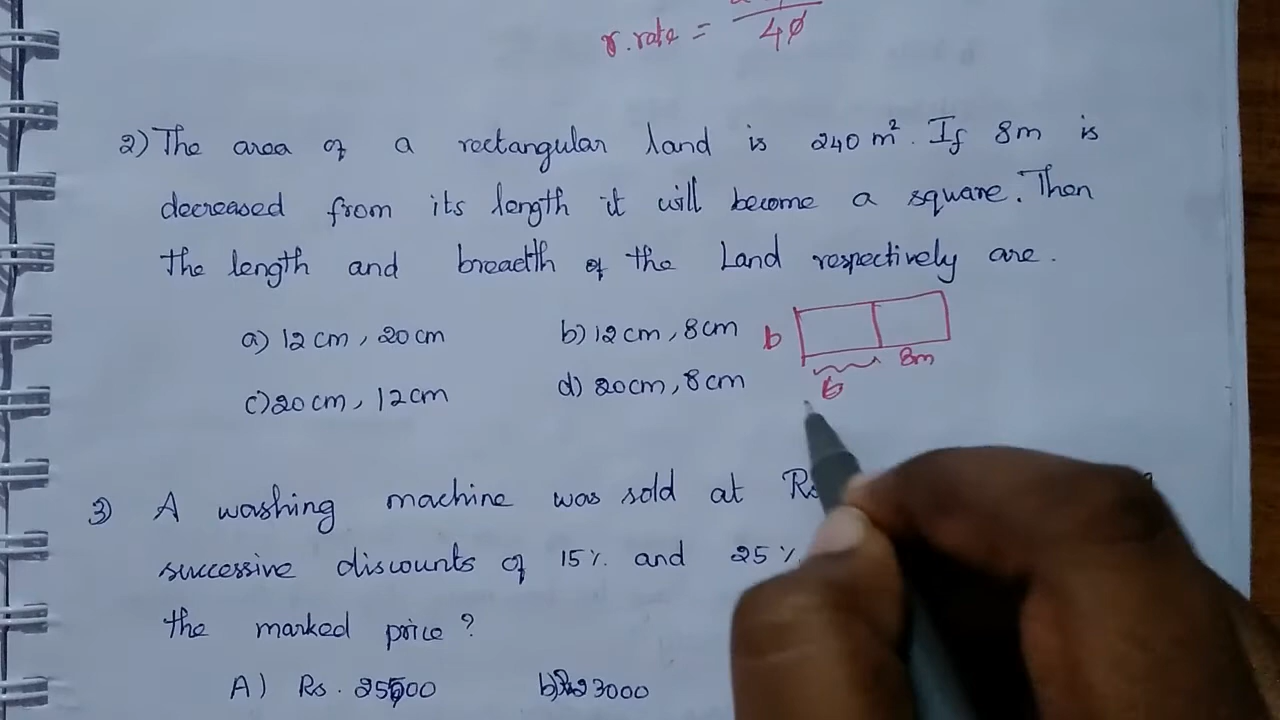 r.rate = 40
2) The area of a rectangular land is 240 m². If 8m is
decreased from its length it will become a square. Then
the length and breadth of the Land respectively are.
a) 12 cm, 20 cm b) 12 cm, 8 cm
c) 20 cm, 12 cm d) 20 cm, 8 cm
b 8m
b
3) A washing machine was sold at Rs
successive discounts of 15% and 25%
the marked price?
A) Rs. 25500 b) Rs 23000